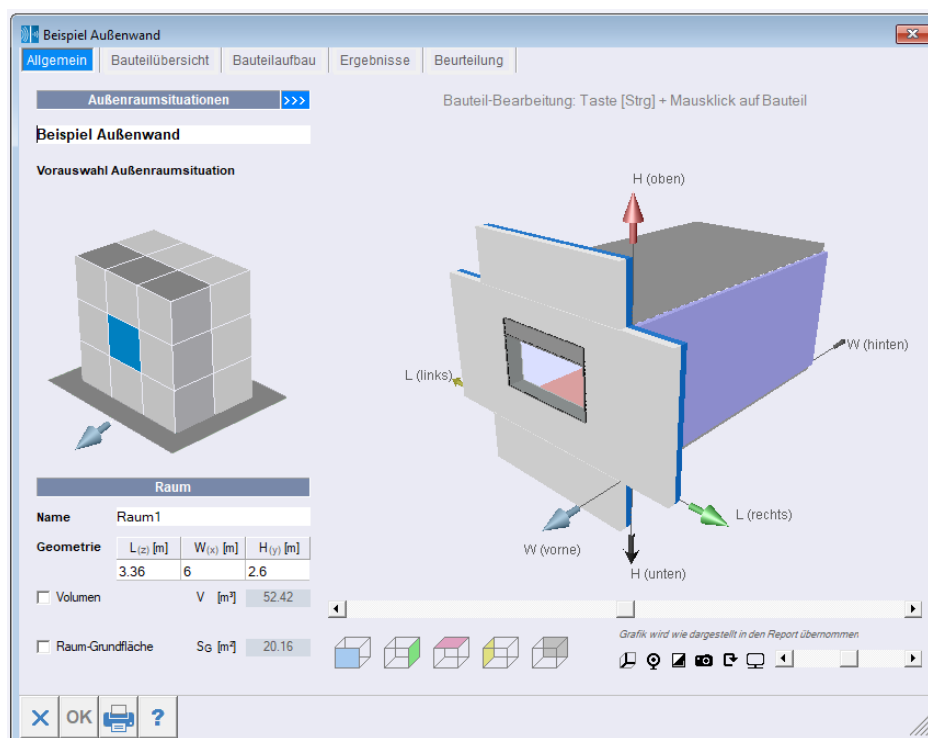 Beispiel Außenwand
Allgemein Bauteilübersicht Bauteilaufbau Ergebnisse Beurteilung
Außenraumsituationen >>>
Bauteil-Bearbeitung: Taste [Strg] + Mausklick auf Bauteil
Beispiel Außenwand
Vorauswahl Außenraumsituation
H (oben)
W (hinten)
L (links)
L (rechts)
W (vorne)
H (unten)
Raum
Name Raum1
Geometrie L(z) [m] W(x) [m] H(y) [m]
3.36 6 2.6
Volumen V [m³] 52.42
Grafik wird wie dargestellt in den Report übernommen
Raum-Grundfläche SG [m²] 20.16
OK ?